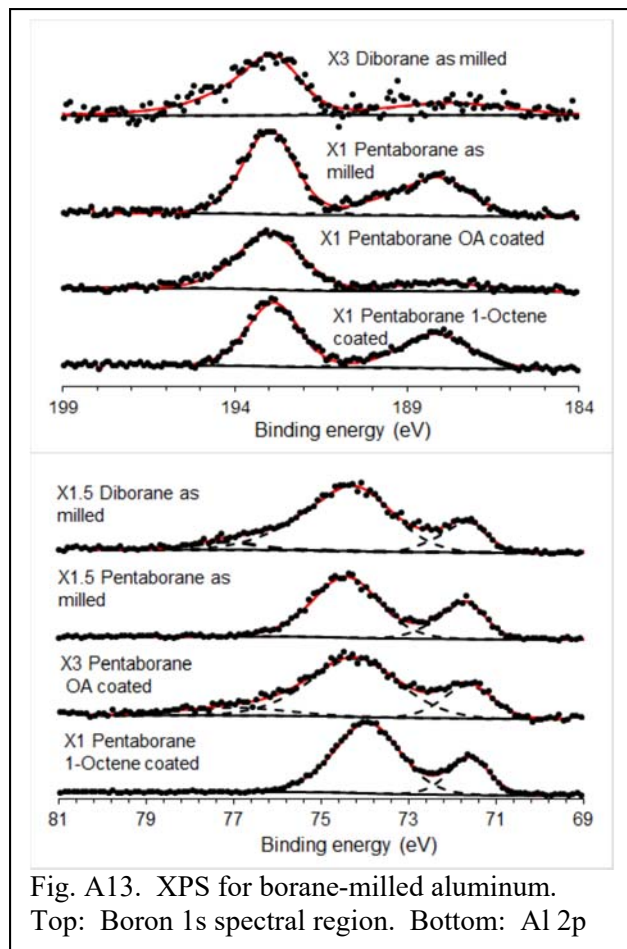 X3 Diborane as milled
X1 Pentaborane as
milled
X1 Pentaborane OA coated
X1 Pentaborane 1-Octene
coated
199 194 189 184
Binding energy (eV)
X1.5 Diborane as
milled
X1.5 Pentaborane as
milled
X3 Pentaborane
OA coated
X1 Pentaborane
1-Octene coated
81 79 77 75 73 71 69
Binding energy (eV)
Fig. A13. XPS for borane-milled aluminum.
Top: Boron 1s spectral region. Bottom: Al 2p